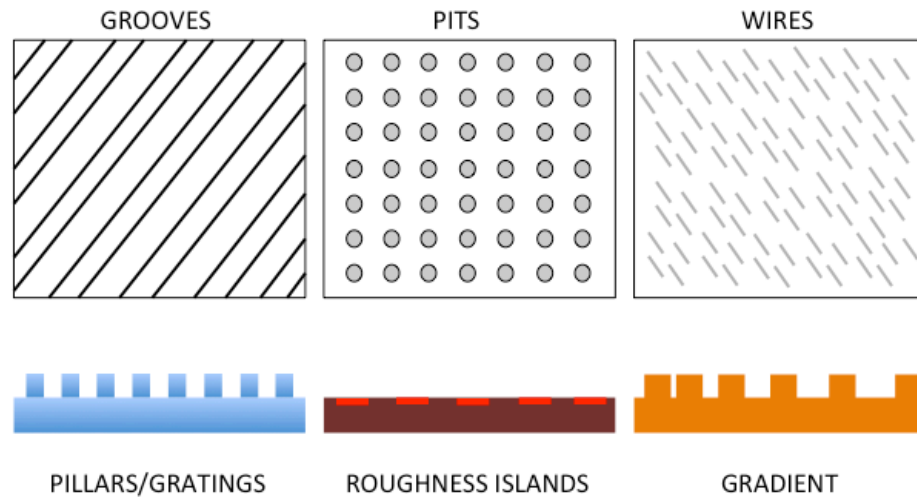 GROOVES
PITS
WIRES
PILLARS/GRATINGS
ROUGHNESS ISLANDS
GRADIENT